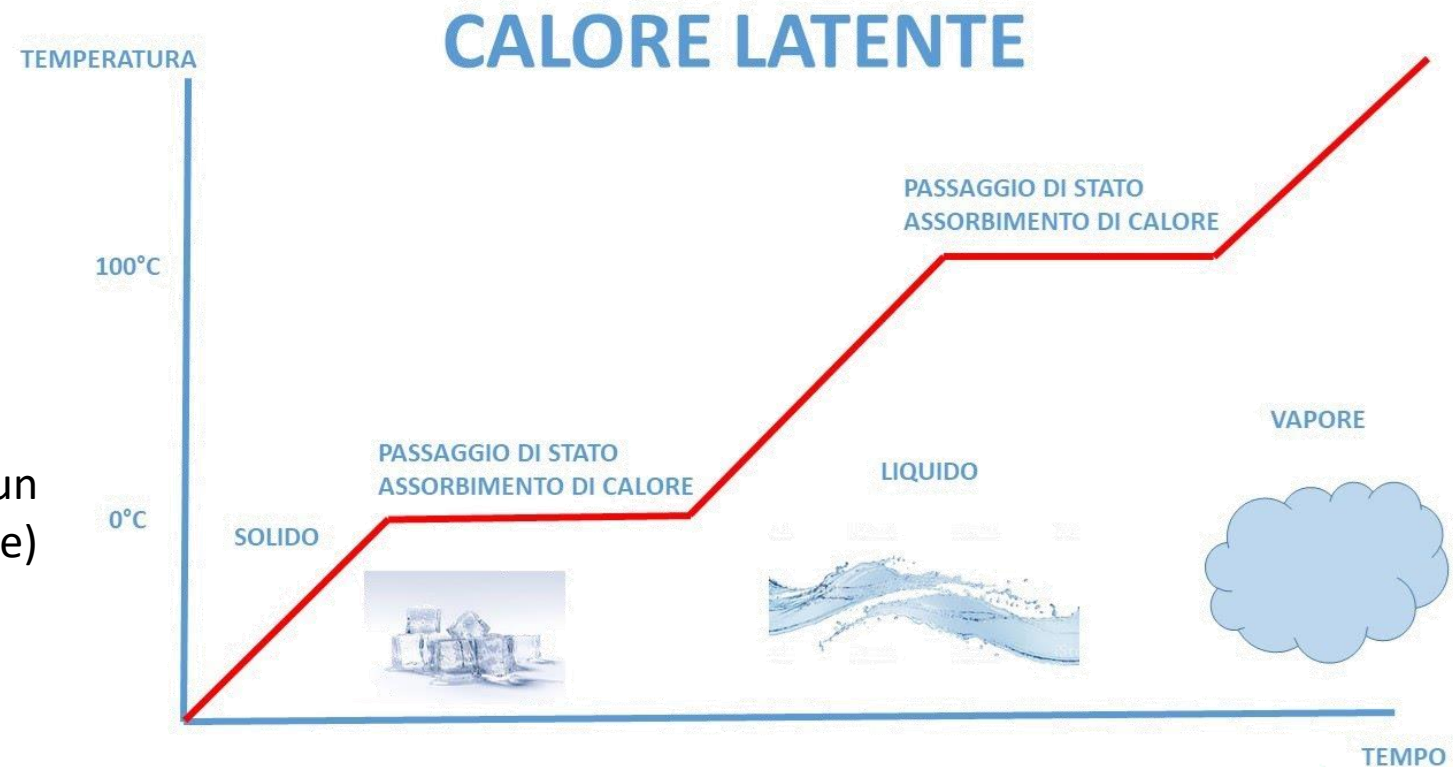 CALORE LATENTE
TEMPERATURA
PASSAGGIO DI STATO
ASSORBIMENTO DI CALORE
100°C
VAPORE
PASSAGGIO DI STATO
ASSORBIMENTO DI CALORE
LIQUIDO
un
e)
0°C
SOLIDO
TEMPO